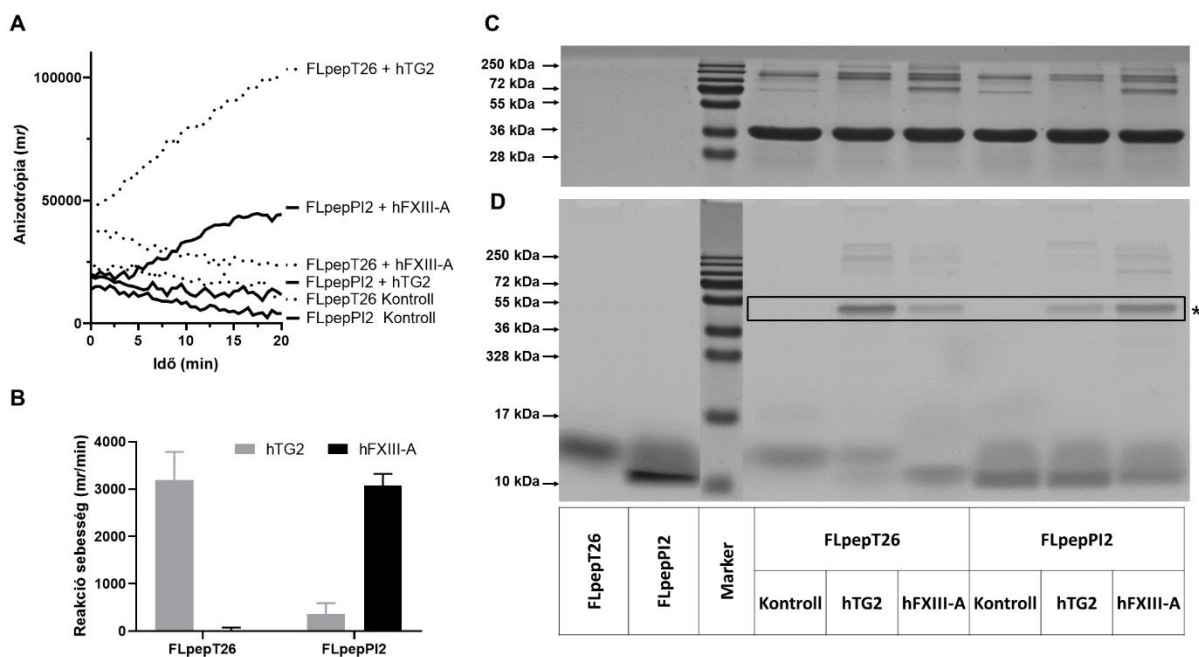 A
Anizotrópia (mr)
100000
50000
0
0 5 10 15 20
Idő (min)
FLpepT26 + hTG2
FLpepPI2 + hFXIII-A
FLpepT26 + hFXIII-A
FLpepPI2 + hTG2
FLpepT26 Kontroll
FLpepPI2 Kontroll
B
Reakció sebesség (mr/min)
4000
3000
2000
1000
0
hTG2 hFXIII-A
FLpepT26 FLpepPI2
C
250 kDa
72 kDa
55 kDa
36 kDa
28 kDa
D
250 kDa
72 kDa
55 kDa
36 kDa
328 kDa
17 kDa
10 kDa
*
FLpepT26
FLpepPI2
Marker
FLpepT26 FLpepPI2
Kontroll hTG2 hFXIII-A Kontroll hTG2 hFXIII-A